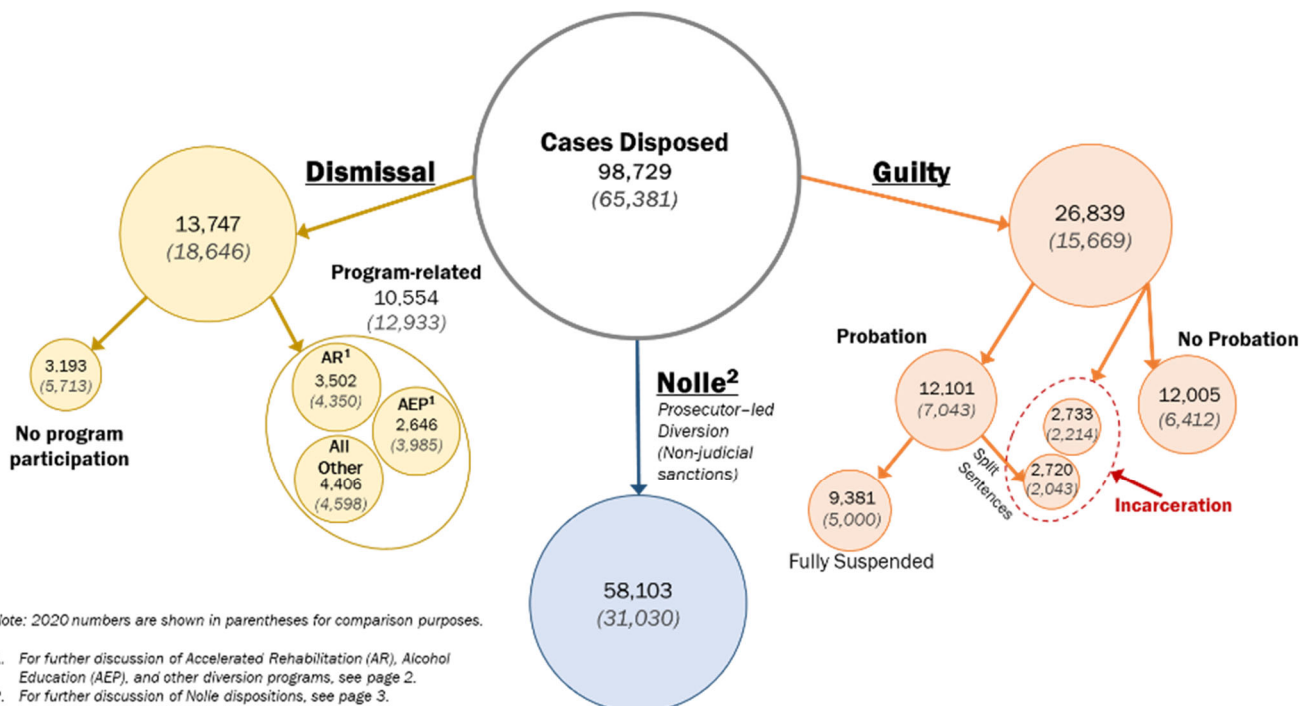 Cases Disposed
98,729
(65,381)
Dismissal
13,747
(18,646)
Program-related
10,554
(12,933)
3.193
(5,713)
No program
participation
AR¹
3,502
(4,350)
AEP¹
2,646
(3,985)
All
Other
4,406
(4,598)
Nolle²
Prosecutor–led
Diversion
(Non-judicial
sanctions)
58,103
(31,030)
Guilty
26,839
(15,669)
Probation
12,101
(7,043)
No Probation
12,005
(6,412)
2,733
(2,214)
2,720
(2,043)
Split
Sentences
Incarceration
9,381
(5,000)
Fully Suspended
ote: 2020 numbers are shown in parentheses for comparison purposes.
. For further discussion of Accelerated Rehabilitation (AR), Alcohol
Education (AEP), and other diversion programs, see page 2.
. For further discussion of Nolle dispositions, see page 3.